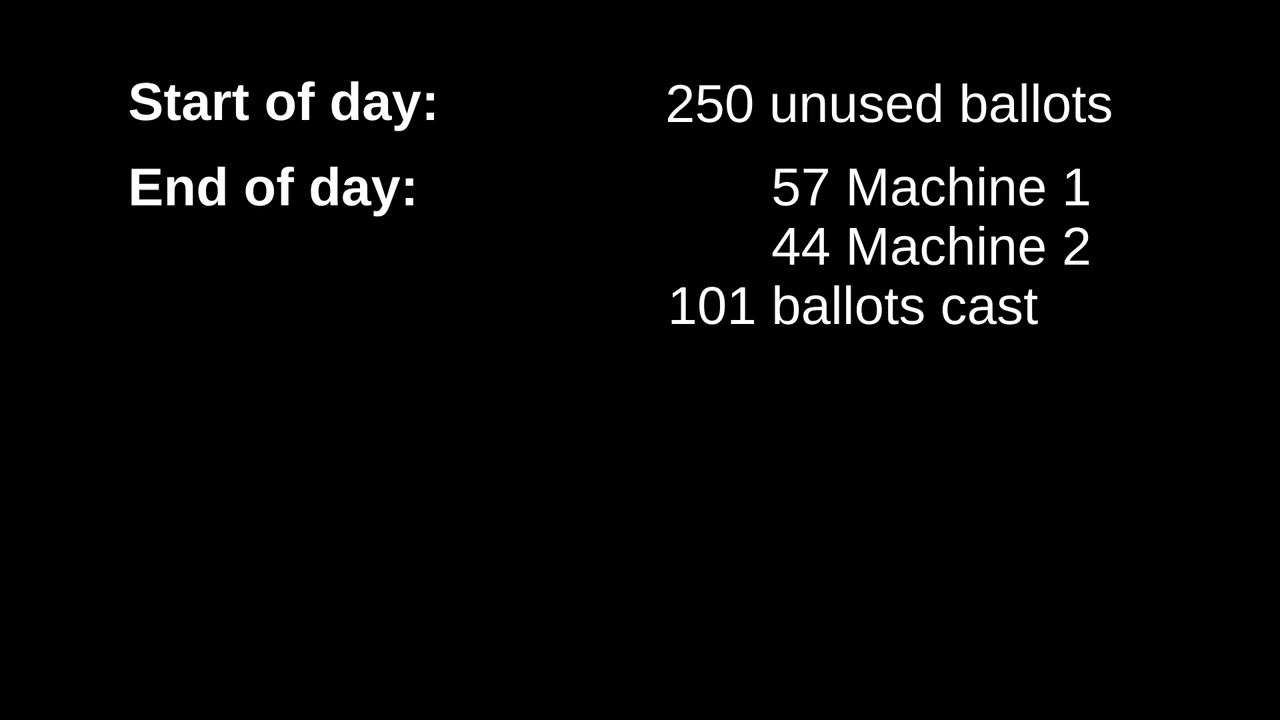 Start of day: 250 unused ballots
End of day: 57 Machine 1
44 Machine 2
101 ballots cast